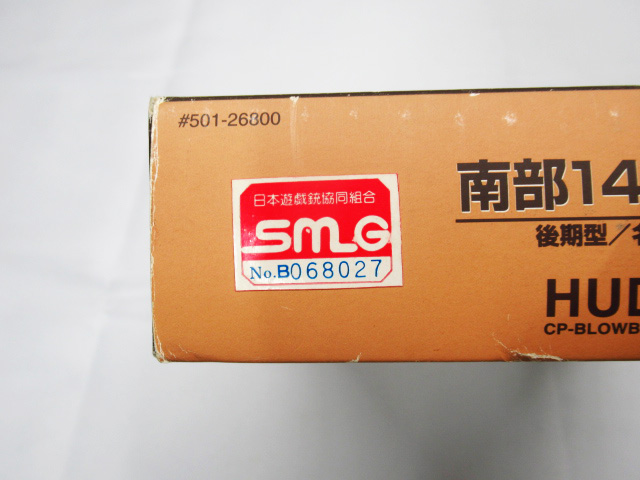 #501-26800
日本遊戯銃協同組合
SMG
No.B068027
南部14
後期型/名
HUD
CP-BLOWB